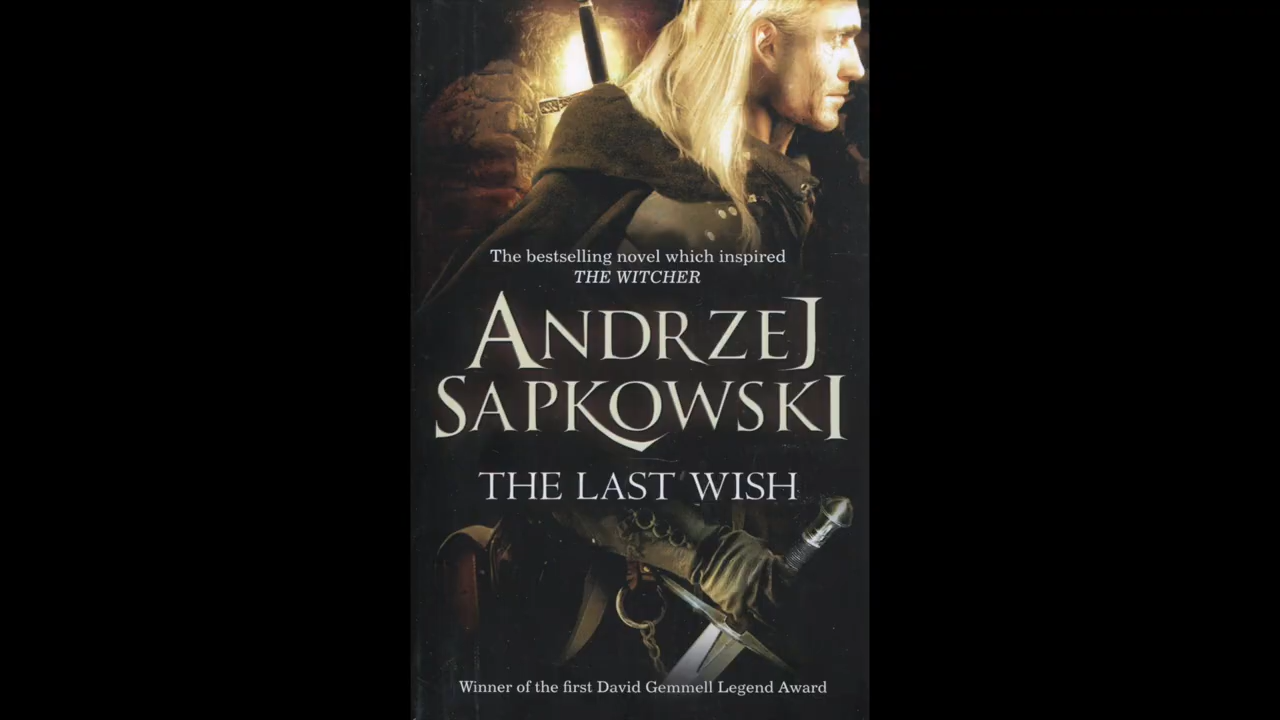 The bestselling novel which inspired
THE WITCHER
ANDRZEJ
SAPKOWSKI
THE LAST WISH
Winner of the first David Gemmell Legend Award